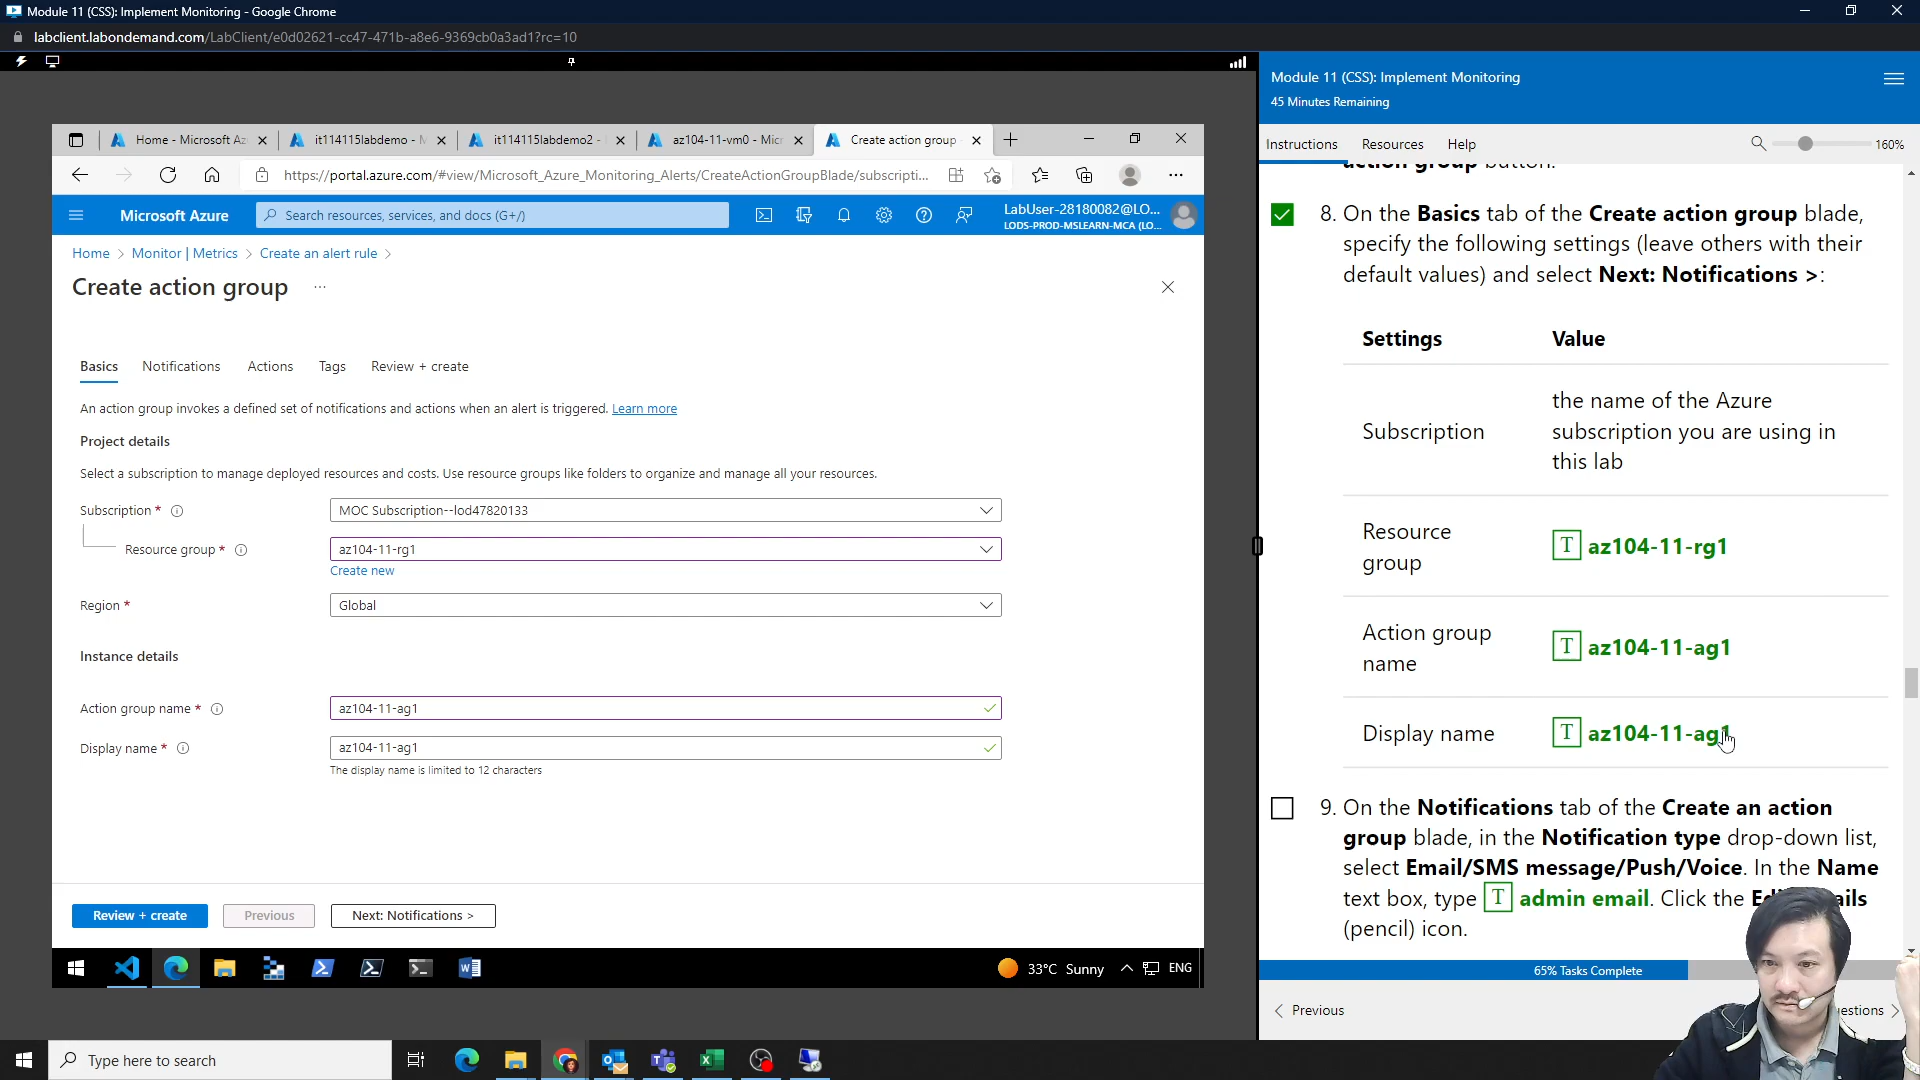 Module 11 (CSS): Implement Monitoring - Google Chrome
labclient.labondemand.com/LabClient/e0d02621-cc47-471b-a8e6-9369cb0a3ad1?rc=10
Module 11 (CSS): Implement Monitoring
45 Minutes Remaining
Instructions Resources Help 160%
Home - Microsoft Az it114115labdemo - M it114115labdemo2 - az104-11-vm0 - Micr Create action group
https://portal.azure.com/#view/Microsoft_Azure_Monitoring_Alerts/CreateActionGroupBlade/subscripti...
Microsoft Azure
Search resources, services, and docs (G+/)
LabUser-28180082@LO...
LODS-PROD-MSLEARN-MCA (LO...
Home > Monitor | Metrics > Create an alert rule >
Create action group ...
Basics Notifications Actions Tags Review + create
An action group invokes a defined set of notifications and actions when an alert is triggered. Learn more
Project details
Select a subscription to manage deployed resources and costs. Use resource groups like folders to organize and manage all your resources.
Subscription * MOC Subscription--lod47820133
Resource group * az104-11-rg1
Create new
Region * Global
Instance details
Action group name * az104-11-ag1
Display name * az104-11-ag1
The display name is limited to 12 characters
Review + create Previous Next: Notifications >
33°C Sunny ENG
action group button.
8. On the Basics tab of the Create action group blade,
specify the following settings (leave others with their
default values) and select Next: Notifications >:
Settings Value
Subscription the name of the Azure
subscription you are using in
this lab
Resource
group T az104-11-rg1
Action group
name T az104-11-ag1
Display name T az104-11-ag1
9. On the Notifications tab of the Create an action
group blade, in the Notification type drop-down list,
select Email/SMS message/Push/Voice. In the Name
text box, type T admin email. Click the
(pencil) icon.
65% Tasks Complete
< Previous
Type here to search